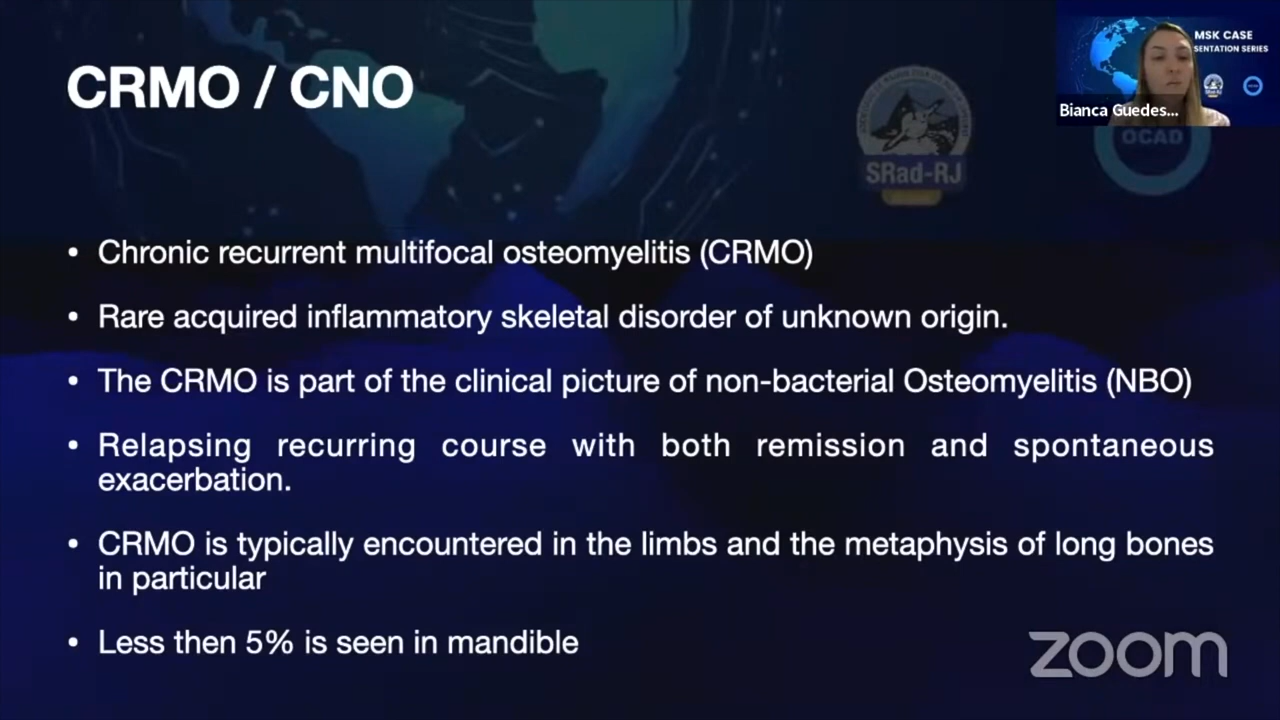 CRMO / CNO
MSK CASE
SENTATION SERIES
Bianca Guedes...
SRad-RJ
OCAD
• Chronic recurrent multifocal osteomyelitis (CRMO)
• Rare acquired inflammatory skeletal disorder of unknown origin.
• The CRMO is part of the clinical picture of non-bacterial Osteomyelitis (NBO)
• Relapsing recurring course with both remission and spontaneous
exacerbation.
• CRMO is typically encountered in the limbs and the metaphysis of long bones
in particular
• Less then 5% is seen in mandible
zoom